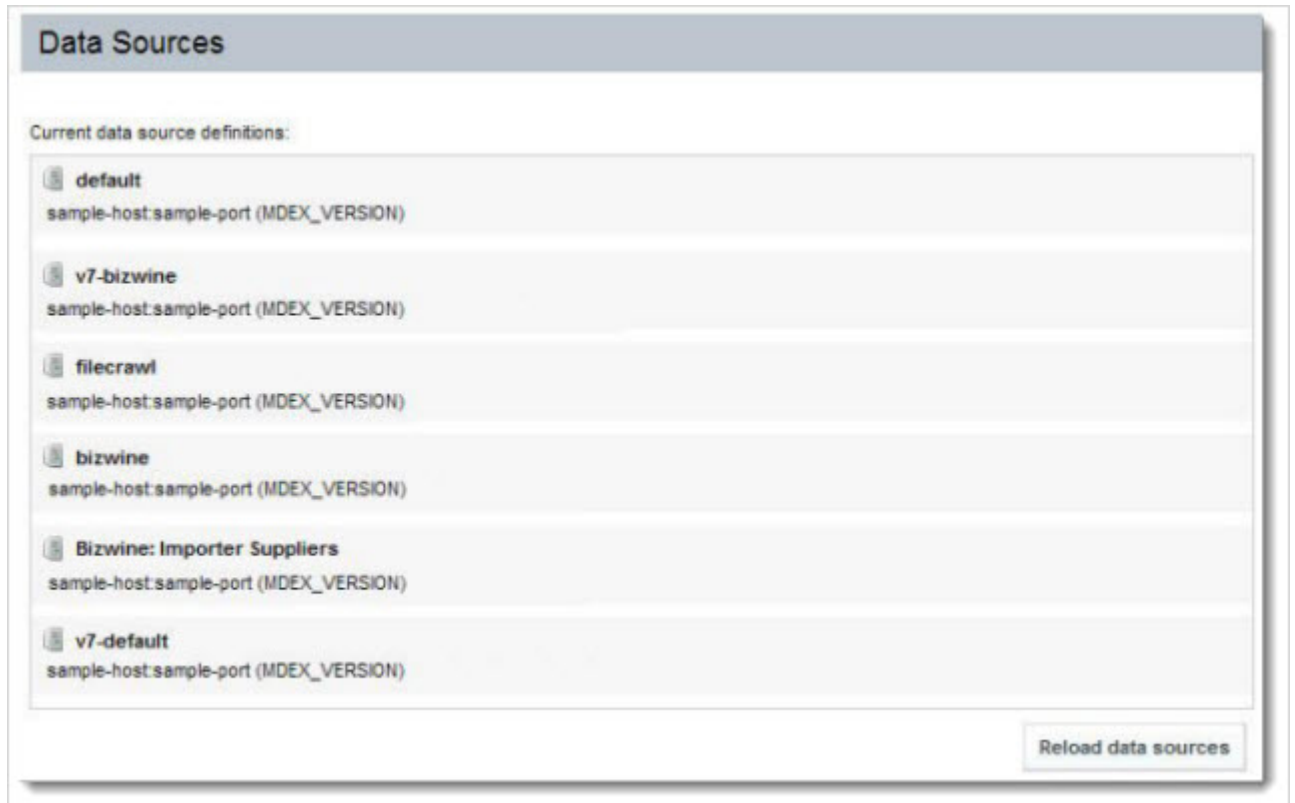 Data Sources
Current data source definitions:
default
sample-host:sample-port (MDEX_VERSION)
v7-bizwine
sample-host:sample-port (MDEX_VERSION)
filecrawl
sample-host:sample-port (MDEX_VERSION)
bizwine
sample-host:sample-port (MDEX_VERSION)
Bizwine: Importer Suppliers
sample-host:sample-port (MDEX_VERSION)
v7-default
sample-host:sample-port (MDEX_VERSION)
Reload data sources